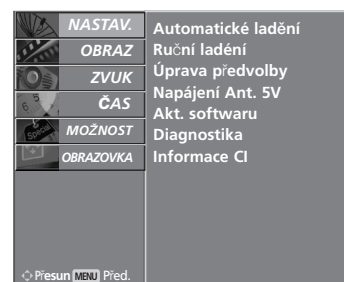 NASTAV.
OBRAZ
ZVUK
ČAS
MOŽNOST
OBRAZOVKA
Automatické ladění
Ruční ladéní
Úprava předvolby
Napájení Ant. 5V
Akt. softwaru
Diagnostika
Informace CI
Přesun MENU Před.